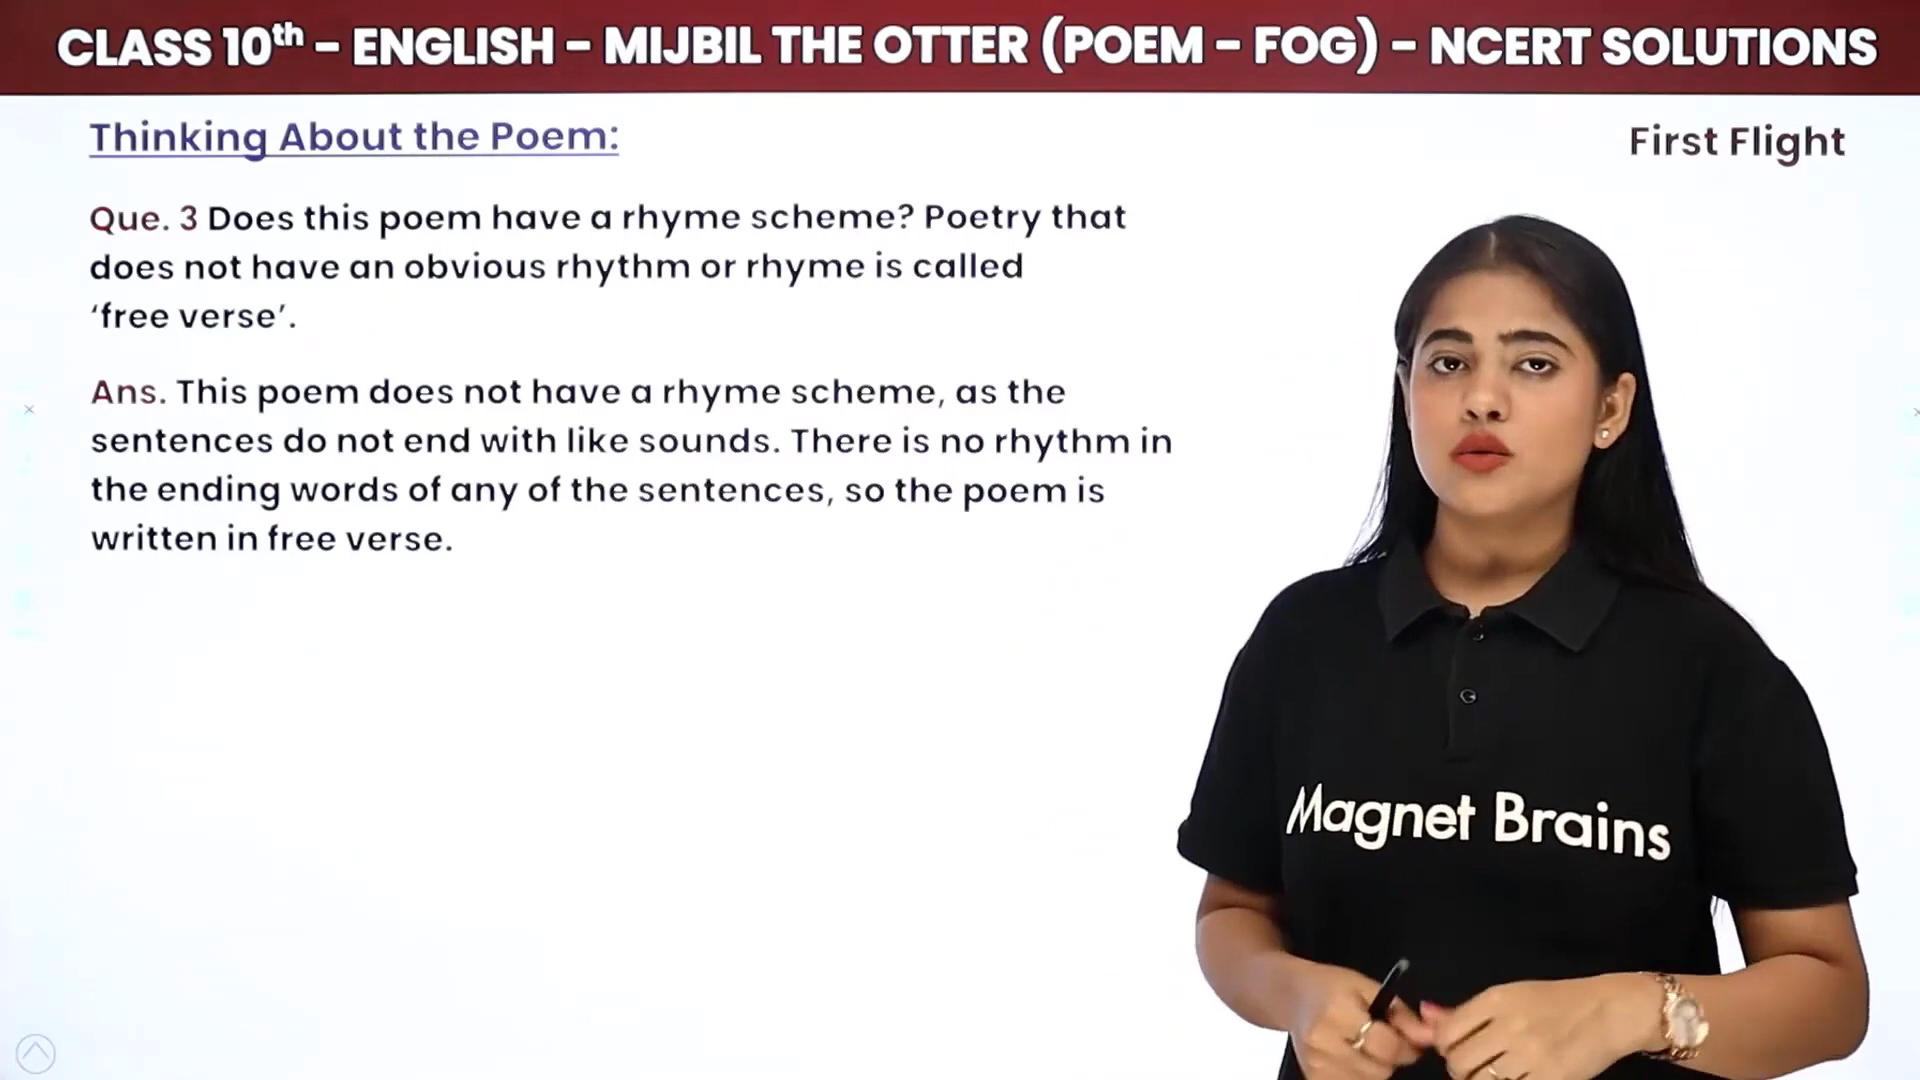 CLASS 10th – ENGLISH – MIJBIL THE OTTER (POEM – FOG) – NCERT SOLUTIONS
Thinking About the Poem:
First Flight
Que. 3 Does this poem have a rhyme scheme? Poetry that
does not have an obvious rhythm or rhyme is called
‘free verse’.
Ans. This poem does not have a rhyme scheme, as the
sentences do not end with like sounds. There is no rhythm in
the ending words of any of the sentences, so the poem is
written in free verse.
Magnet Brains